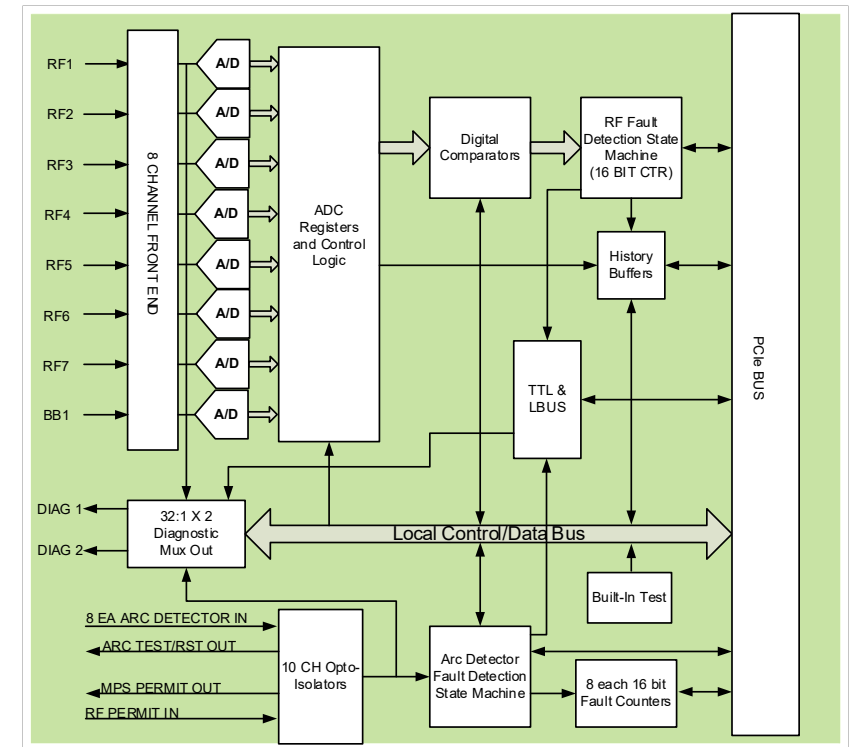 RF1
RF2
RF3
RF4
RF5
RF6
RF7
BB1
8 CHANNEL FRONT END
A/D
A/D
A/D
A/D
A/D
A/D
A/D
A/D
ADC
Registers
and Control
Logic
Digital
Comparators
RF Fault
Detection State
Machine
(16 BIT CTR)
History
Buffers
TTL &
LBUS
PCIe BUS
DIAG 1
DIAG 2
32:1 X 2
Diagnostic
Mux Out
Local Control/Data Bus
Built-In Test
8 EA ARC DETECTOR IN
ARC TEST/RST OUT
MPS PERMIT OUT
RF PERMIT IN
10 CH Opto-
Isolators
Arc Detector
Fault Detection
State Machine
8 each 16 bit
Fault Counters